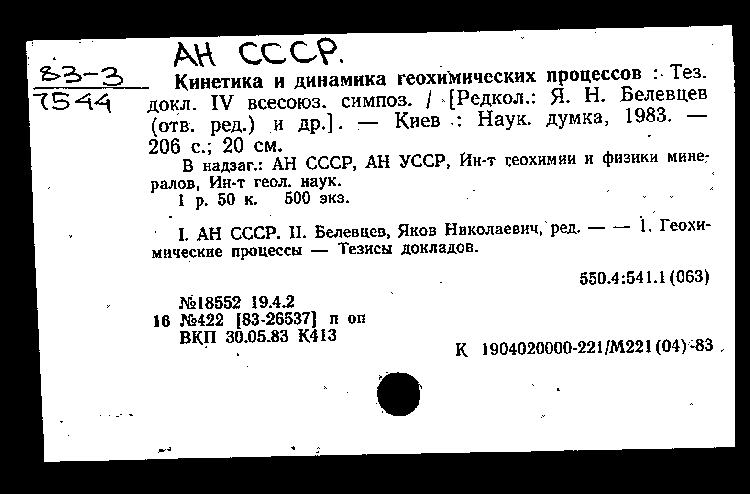 АН СССР.
83-3
7544
Кинетика и динамика геохимических процессов : Тез.
докл. IV всесоюз. симпоз. / [Редкол.: Я. Н. Белевцев
(отв. ред.) и др.]. — Киев : Наук. думка, 1983. —
206 с.; 20 см.
В надзаг.: АН СССР, АН УССР, Ин-т геохимии и физики мине-
ралов, Ин-т геол. наук.
1 р. 50 к. 500 экз.
I. АН СССР. II. Белевцев, Яков Николаевич, ред. — — 1. Геохи-
мические процессы — Тезисы докладов.
550.4:541.1(063)
№18552 19.4.2
16 №422 [83-26537] п оп
ВКП 30.05.83 К413
К 1904020000-221/М221(04)-83